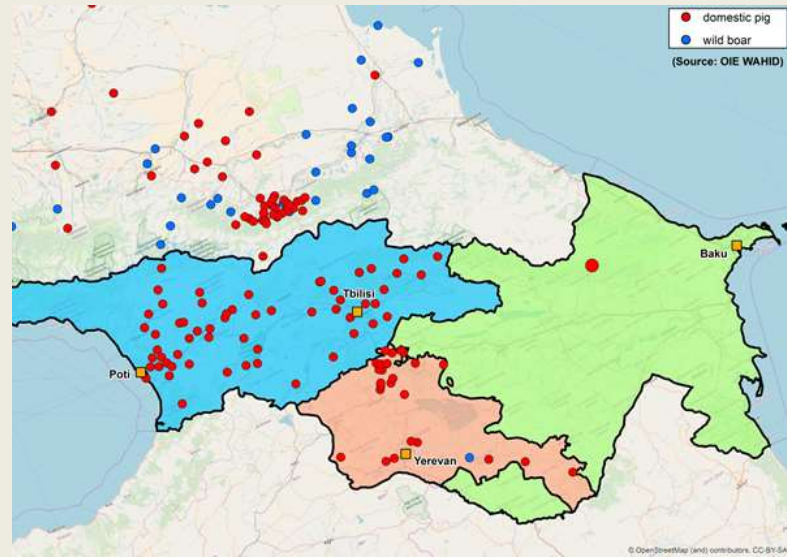 domestic pig
wild boar
(Source: OIE WAHID)
Baku
Tbilisi
Poti
Yerevan
© OpenStreetMap (and) contributors, CC-BY-SA